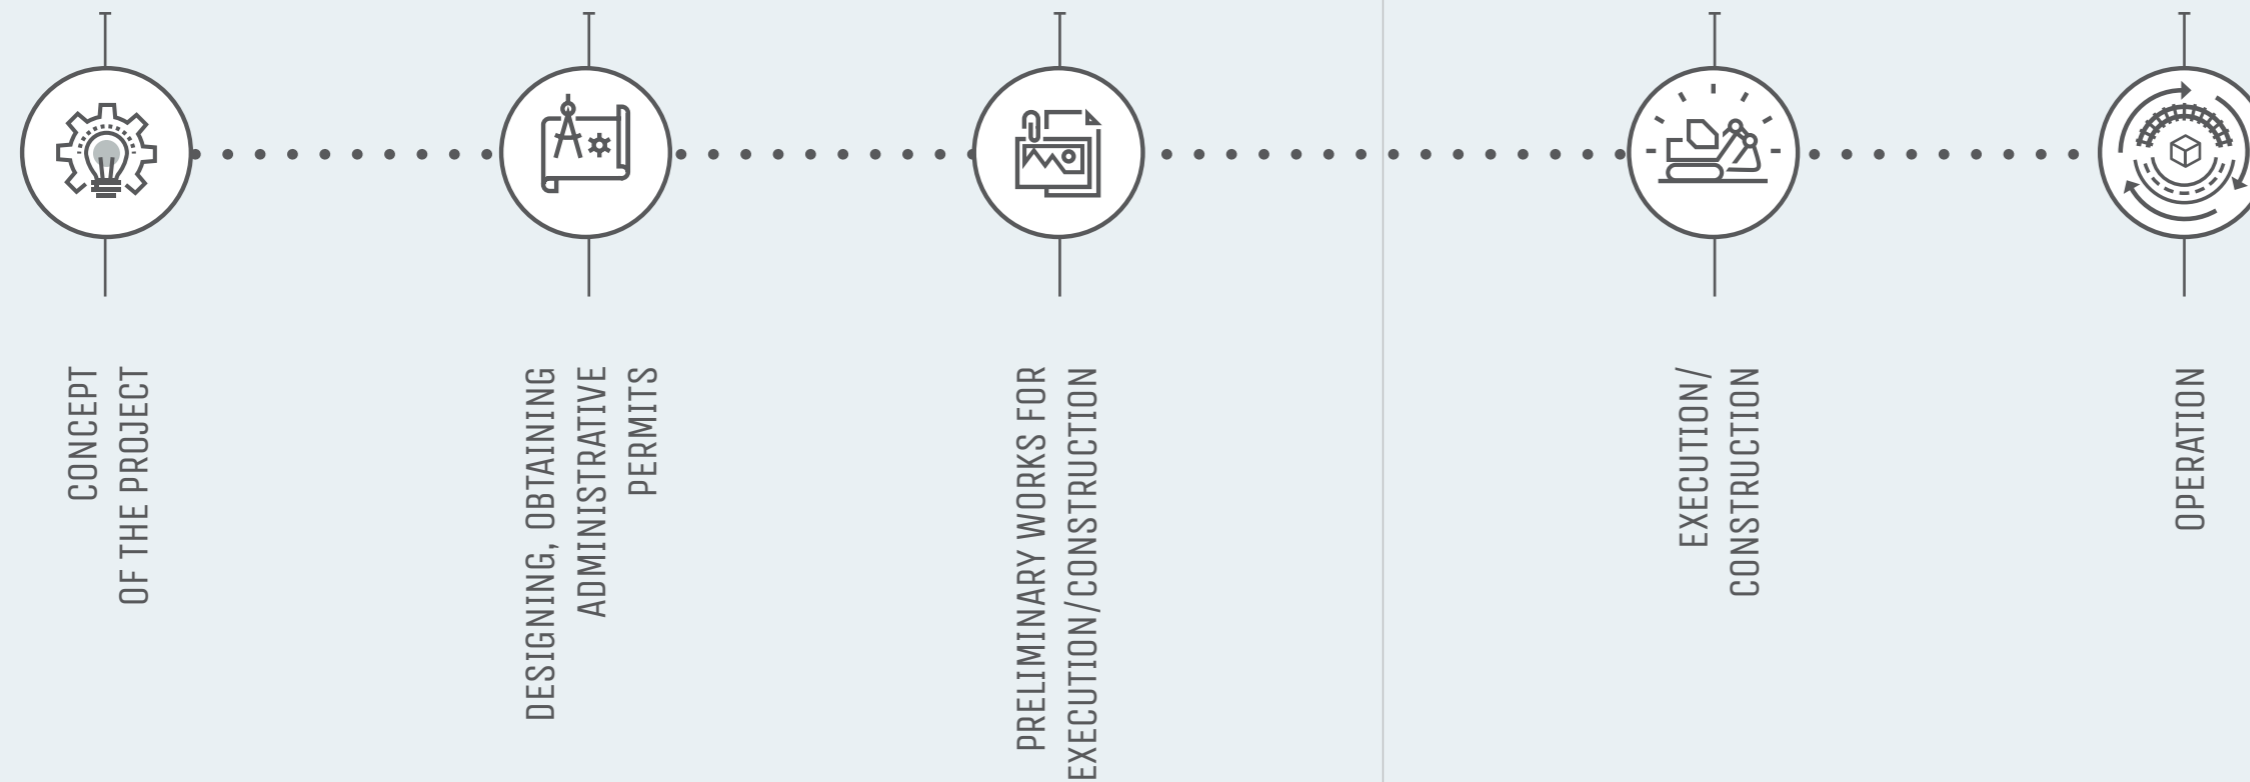 CONCEPT
OF THE PROJECT
DESIGNING, OBTAINING
ADMINISTRATIVE
PERMITS
PRELIMINARY WORKS FOR
EXECUTION/CONSTRUCTION
EXECUTION/
CONSTRUCTION
OPERATION